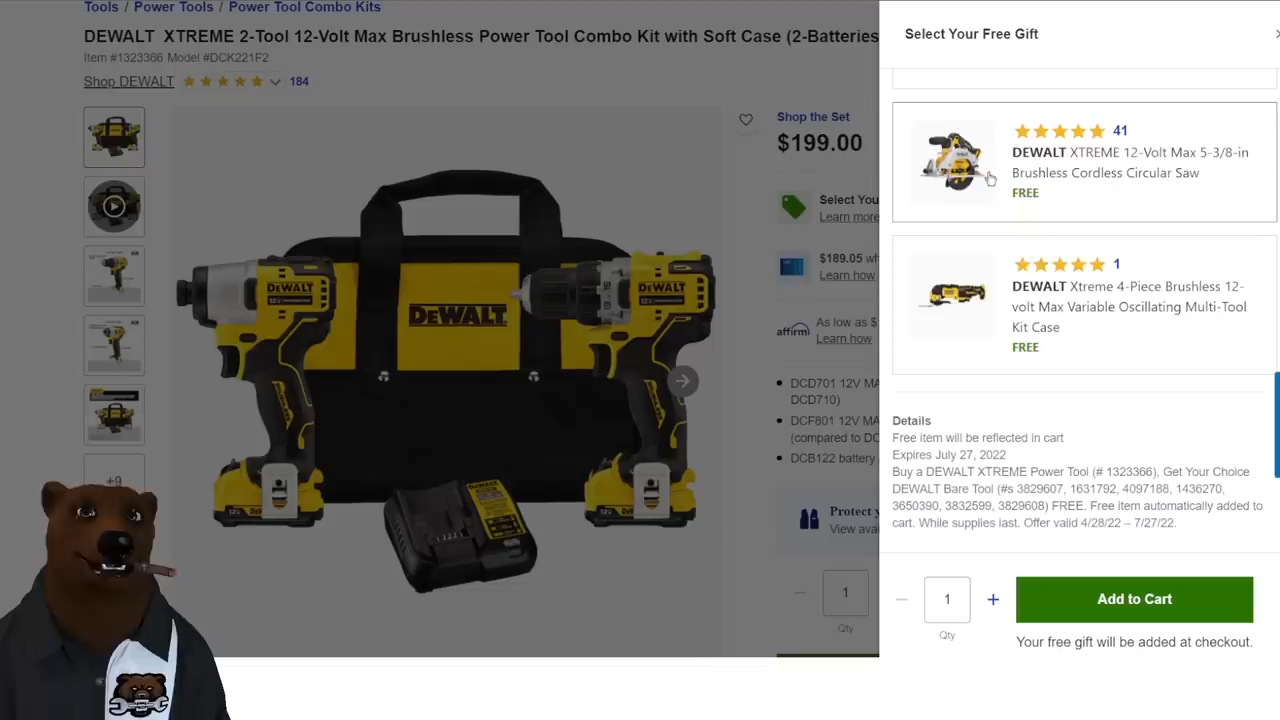 Tools / Power Tools / Power Tool Combo Kits
DEWALT XTREME 2-Tool 12-Volt Max Brushless Power Tool Combo Kit with Soft Case (2-Batteries
Item #1323366 Model #DCK221F2
Shop DEWALT 184
+9
DEWALT
DEWALT
DEWALT
DEWALT
Shop the Set
$199.00
Select You
Learn more
$189.05 wh
Learn how
affirm
As low as $
Learn how
DCD701 12V MA
DCD710)
DCF801 12V MA
(compared to DC
DCB122 battery
Protect y
View avai
1
Qty
Select Your Free Gift
41
DEWALT XTREME 12-Volt Max 5-3/8-in
Brushless Cordless Circular Saw
FREE
1
DEWALT Xtreme 4-Piece Brushless 12-
volt Max Variable Oscillating Multi-Tool
Kit Case
FREE
Details
Free item will be reflected in cart
Expires July 27, 2022
Buy a DEWALT XTREME Power Tool (# 1323366), Get Your Choice
DEWALT Bare Tool (#s 3829607, 1631792, 4097188, 1436270,
3650390, 3832599, 3829608) FREE. Free item automatically added to
cart. While supplies last. Offer valid 4/28/22 – 7/27/22.
− 1 +
Qty
Add to Cart
Your free gift will be added at checkout.